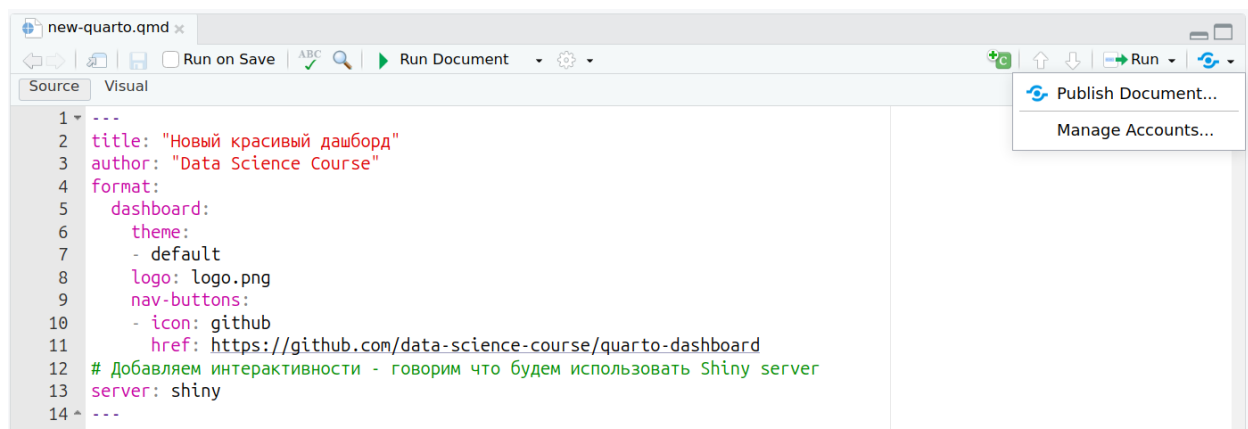 new-quarto.qmd
Run on Save ABC Run Document C Run
Source Visual
Publish Document...
Manage Accounts...
1 ---
2 title: "Новый красивый дашборд"
3 author: "Data Science Course"
4 format:
5 dashboard:
6 theme:
7 - default
8 logo: logo.png
9 nav-buttons:
10 - icon: github
11 href: https://github.com/data-science-course/quarto-dashboard
12 # Добавляем интерактивности - говорим что будем использовать Shiny server
13 server: shiny
14 ---